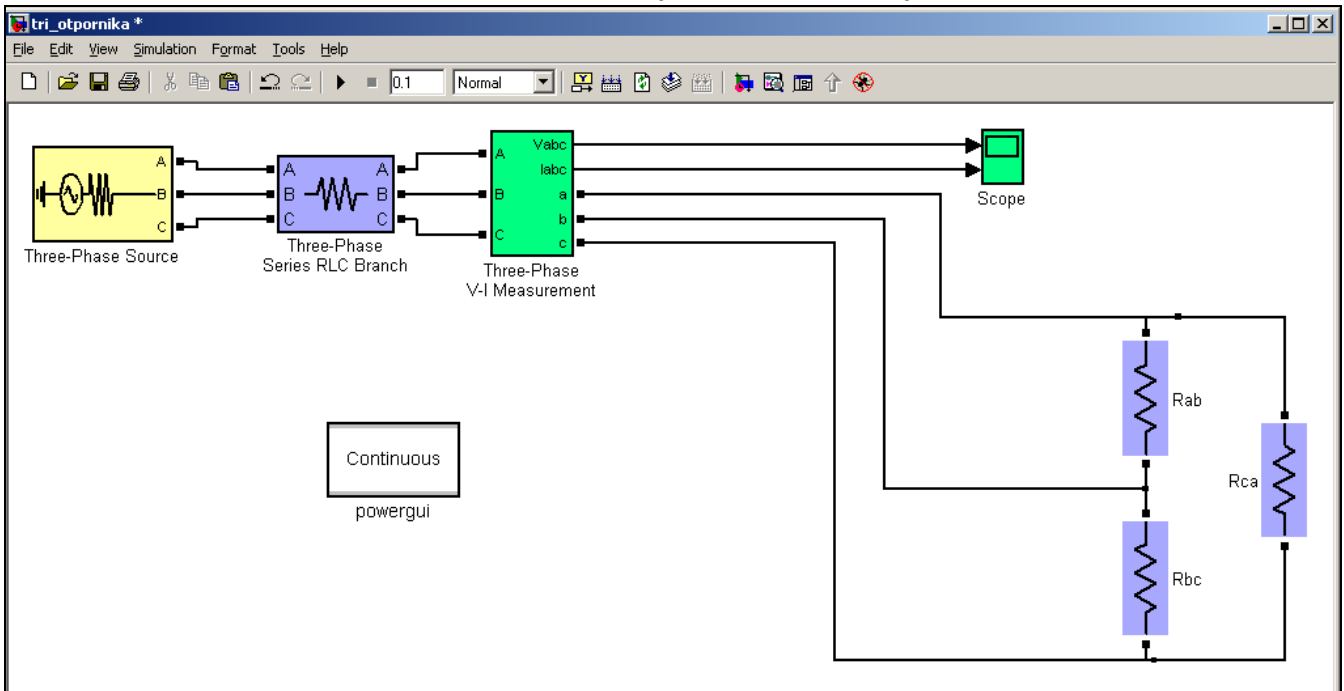 tri_otpornika *
File Edit View Simulation Format Tools Help
0.1 Normal
A
B
C
Three-Phase Source
A A
B B
C C
Three-Phase
Series RLC Branch
A
B
C
Vabc
Iabc
a
b
c
Three-Phase
V-I Measurement
Scope
Continuous
powergui
Rab
Rca
Rbc